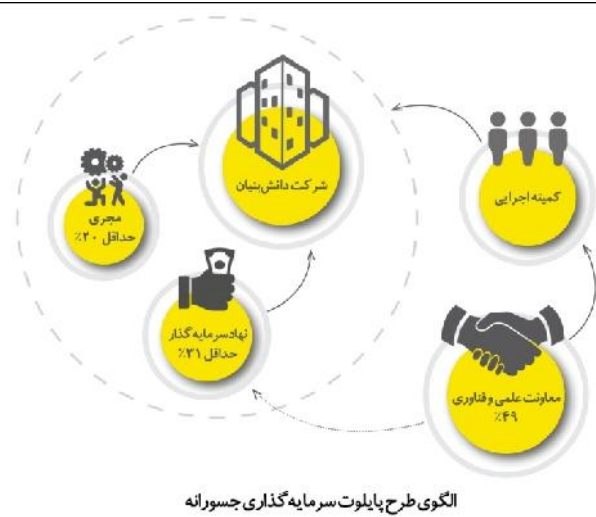 شرکت دانش‌بنیان
کمیته اجرایی
مجری
حداقل ۲۰٪
نهاد سرمایه‌گذار
حداقل ۳۱٪
معاونت علمی و فناوری
۴۹٪
الگوی طرح پایلوت سرمایه‌گذاری جسورانه